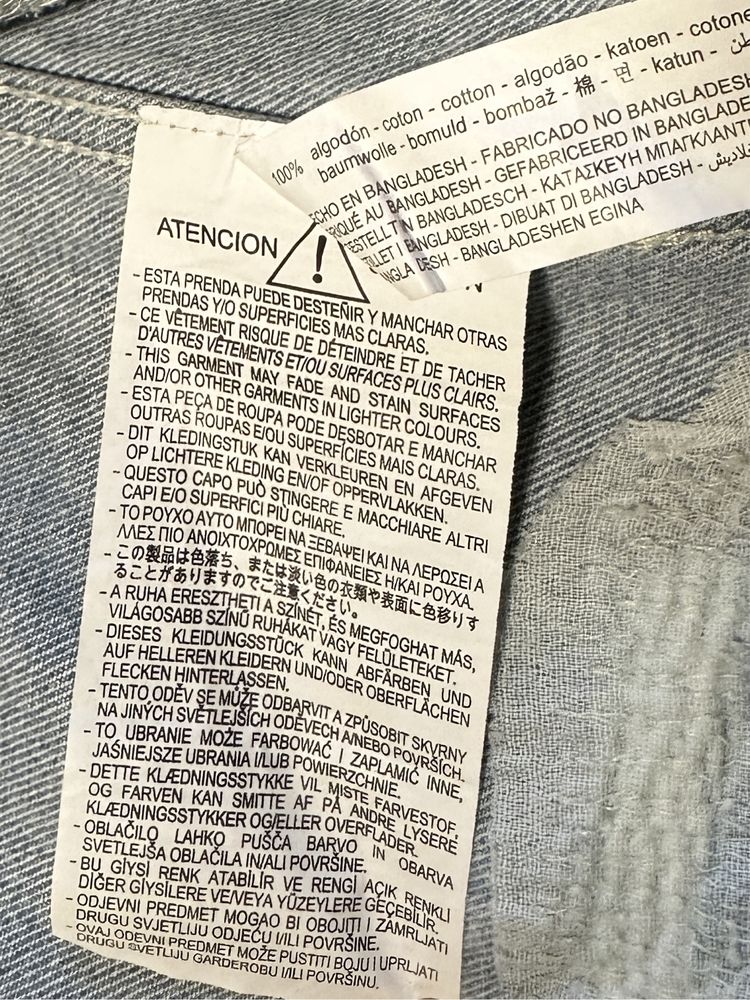 100% algodón - coton - cotton - algodão - katoen - cotone
baumwolle - bomuld - bombaž - 棉 - 면 - katun -
ECHO EN BANGLADESH - FABRICADO NO BANGLADESH
RIQUÉ AU BANGLADESH - GEFABRICEERD IN BANGLADE
ESTELLT IN BANGLADESCH - ΚΑΤΑΣΚΕΥΗ ΜΠΑΓΚΛΑΝΤ
ILLET I BANGLADESH - DIBUAT DI BANGLADESH -
NGLA DESH - BANGLADESHEN EGINA
ATENCION
!
- ESTA PRENDA PUEDE DESTEÑIR Y MANCHAR OTRAS
PRENDAS Y/O SUPERFICIES MAS CLARAS.
- CE VÊTEMENT RISQUE DE DÉTEINDRE ET DE TACHER
D'AUTRES VÊTEMENTS ET/OU SURFACES PLUS CLAIRS.
- THIS GARMENT MAY FADE AND STAIN SURFACES
AND/OR OTHER GARMENTS IN LIGHTER COLOURS.
- ESTA PEÇA DE ROUPA PODE DESBOTAR E MANCHAR
OUTRAS ROUPAS E/OU SUPERFÍCIES MAIS CLARAS.
- DIT KLEDINGSTUK KAN VERKLEUREN EN AFGEVEN
OP LICHTERE KLEDING EN/OF OPPERVLAKKEN.
- QUESTO CAPO PUÒ STINGERE E MACCHIARE ALTRI
CAPI E/O SUPERFICI PIÙ CHIARE.
- ΤΟ ΡΟΥΧΟ ΑΥΤΟ ΜΠΟΡΕΙ ΝΑ ΞΕΒΑΨΕΙ ΚΑΙ ΝΑ ΛΕΡΩΣΕΙ Α
ΛΛΕΣ ΠΙΟ ΑΝΟΙΧΤΟΧΡΩΜΕΣ ΕΠΙΦΑΝΕΙΕΣ Η/ΚΑΙ ΡΟΥΧΑ.
- この製品は色落ち、または淡い色の衣類や表面に色移りす
ることがありますのでご注意ください。
- A RUHA ERESZTHETI A SZÍNÉT, ÉS MEGFOGHAT MÁS,
VILÁGOSABB SZÍNŰ RUHÁKAT VAGY FELÜLETEKET.
- DIESES KLEIDUNGSSTÜCK KANN ABFÄRBEN UND
AUF HELLEREN KLEIDERN UND/ODER OBERFLÄCHEN
FLECKEN HINTERLASSEN.
- TENTO ODĚV SE MŮŽE ODBARVIT A ZPŮSOBIT SKVRNY
NA JINÝCH SVĚTLEJŠÍCH ODĚVECH A/NEBO POVRŠÍCH.
- TO UBRANIE MOŻE FARBOWAĆ I ZAPLAMIĆ INNE,
JAŚNIEJSZE UBRANIA I/LUB POWIERZCHNIE.
- DETTE KLÆDNINGSSTYKKE VIL MISTE FARVESTOF,
OG FARVEN KAN SMITTE AF PÅ ANDRE LYSERE
KLÆDNINGSSTYKKER OG/ELLER OVERFLADER.
- OBLAČILO LAHKO PUŠČA BARVO IN OBARVA
SVETLEJŠA OBLAČILA IN/ALI POVRŠINE.
- BU GİYSİ RENK ATABİLİR VE RENGİ AÇIK RENKLİ
DİĞER GİYSİLERE VE/VEYA YÜZEYLERE GEÇEBİLİR.
- ODJEVNI PREDMET MOGAO BI OBOJITI I ZAMRLJATI
DRUGU SVJETLIJU ODJEĆU I/ILI POVRŠINE.
- OVAJ ODEVNI PREDMET MOŽE PUSTITI BOJU I UPRLJATI
DRUGU SVETLIJU GARDEROBU I/ILI POVRŠINU.